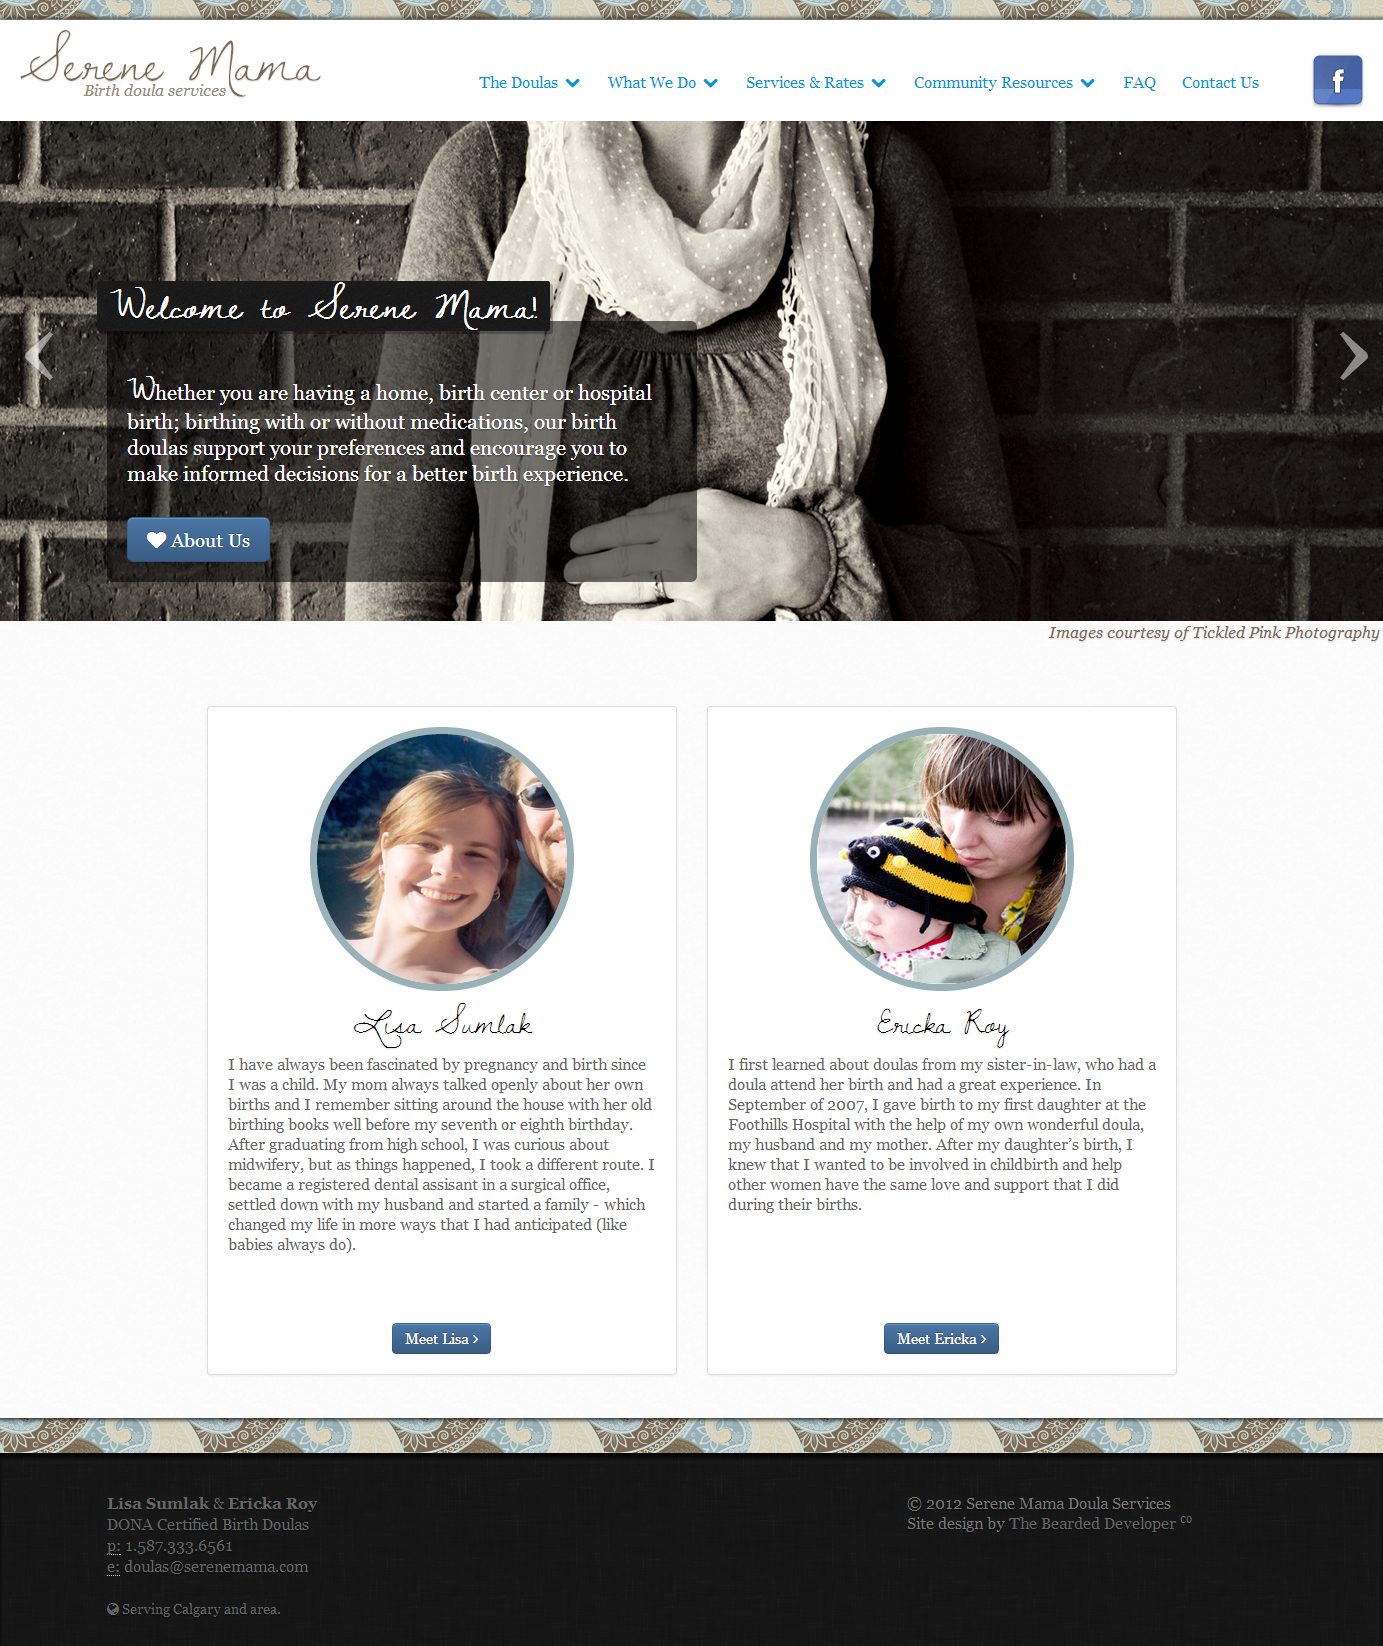 Serene Mama
Birth doula services
The Doulas
What We Do
Services & Rates
Community Resources
FAQ
Contact Us
f
Welcome to Serene Mama!
Whether you are having a home, birth center or hospital
birth; birthing with or without medications, our birth
doulas support your preferences and encourage you to
make informed decisions for a better birth experience.
About Us
Images courtesy of Tickled Pink Photography
Lisa Sumlak
I have always been fascinated by pregnancy and birth since
I was a child. My mom always talked openly about her own
births and I remember sitting around the house with her old
birthing books well before my seventh or eighth birthday.
After graduating from high school, I was curious about
midwifery, but as things happened, I took a different route. I
became a registered dental assisant in a surgical office,
settled down with my husband and started a family - which
changed my life in more ways that I had anticipated (like
babies always do).
Meet Lisa >
Ericka Roy
I first learned about doulas from my sister-in-law, who had a
doula attend her birth and had a great experience. In
September of 2007, I gave birth to my first daughter at the
Foothills Hospital with the help of my own wonderful doula,
my husband and my mother. After my daughter's birth, I
knew that I wanted to be involved in childbirth and help
other women have the same love and support that I did
during their births.
Meet Ericka >
Lisa Sumlak & Ericka Roy
DONA Certified Birth Doulas
p: 1.587.333.6561
e: doulas@serenemama.com
Serving Calgary and area.
© 2012 Serene Mama Doula Services
Site design by The Bearded Developer co